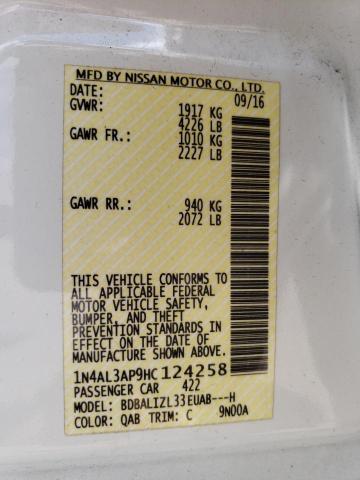 MFD BY NISSAN MOTOR CO., LTD.
DATE: 09/16
GVWR: 1917 KG
4226 LB
GAWR FR.: 1010 KG
2227 LB
GAWR RR.: 940 KG
2072 LB
THIS VEHICLE CONFORMS TO
ALL APPLICABLE FEDERAL
MOTOR VEHICLE SAFETY,
BUMPER, AND THEFT
PREVENTION STANDARDS IN
EFFECT ON THE DATE OF
MANUFACTURE SHOWN ABOVE.
1N4AL3AP9HC124258
PASSENGER CAR 422
MODEL: BDBALIZL33EUAB---H
COLOR: QAB TRIM: C 9N00A